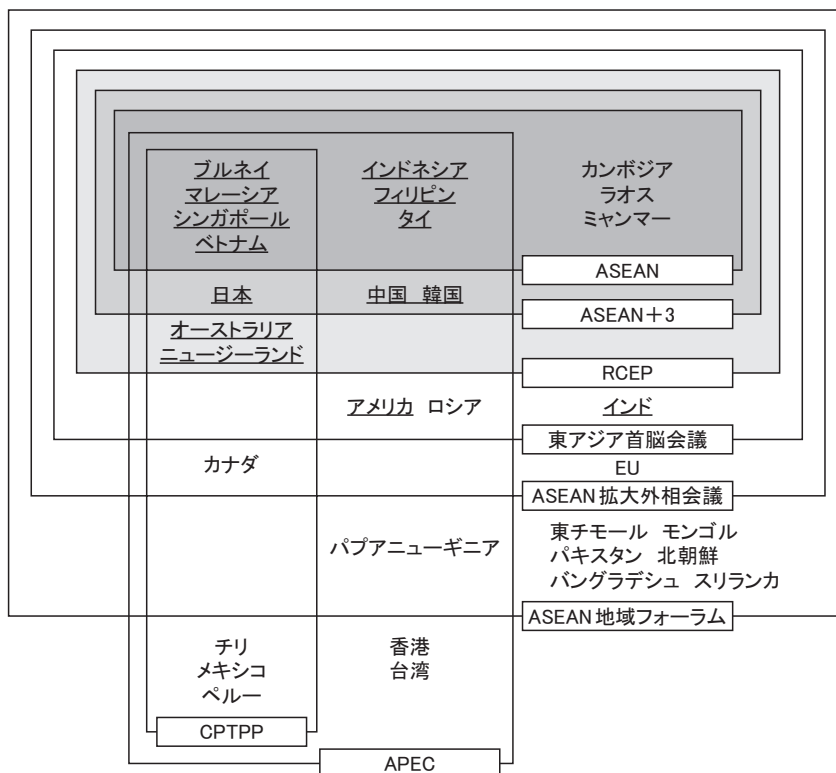 ブルネイ インドネシア カンボジア
マレーシア フィリピン ラオス
シンガポール タイ ミャンマー
ベトナム
ASEAN
日本 中国 韓国
ASEAN＋3
オーストラリア
ニュージーランド
RCEP
アメリカ ロシア インド
東アジア首脳会議
カナダ EU
ASEAN拡大外相会議
パプアニューギニア
東チモール モンゴル
パキスタン 北朝鮮
バングラデシュ スリランカ
ASEAN地域フォーラム
チリ 香港
メキシコ 台湾
ペルー
CPTPP
APEC